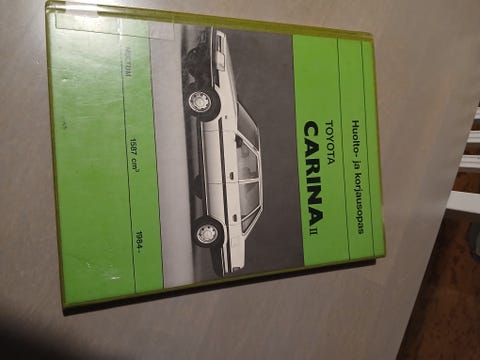 Huolto- ja korjausopas
TOYOTA
CARINA II
1587 cm³
1984-